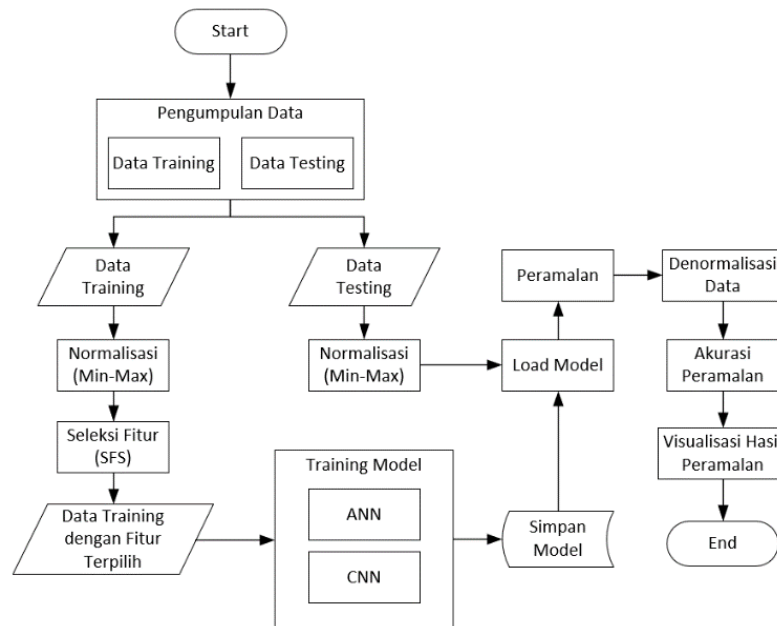 Start
Pengumpulan Data
Data Training
Data Testing
Data
Training
Data
Testing
Normalisasi
(Min-Max)
Normalisasi
(Min-Max)
Seleksi Fitur
(SFS)
Data Training
dengan Fitur
Terpilih
Training Model
ANN
CNN
Simpan
Model
Load Model
Peramalan
Denormalisasi
Data
Akurasi
Peramalan
Visualisasi Hasi
Peramalan
End